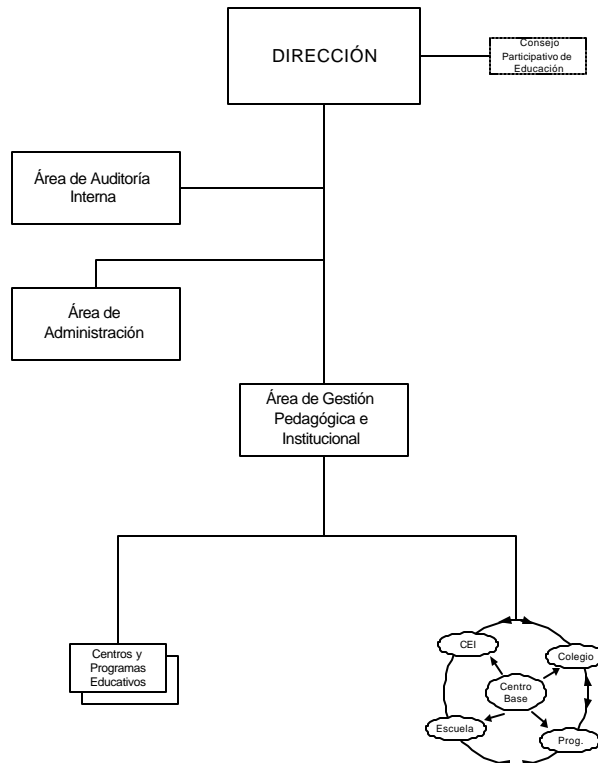 DIRECCIÓN
Consejo
Participativo de
Educación
Área de Auditoría
Interna
Área de
Administración
Área de Gestión
Pedagógica e
Institucional
Centros y
Programas
Educativos
CEI
Colegio
Centro
Base
Escuela
Prog.